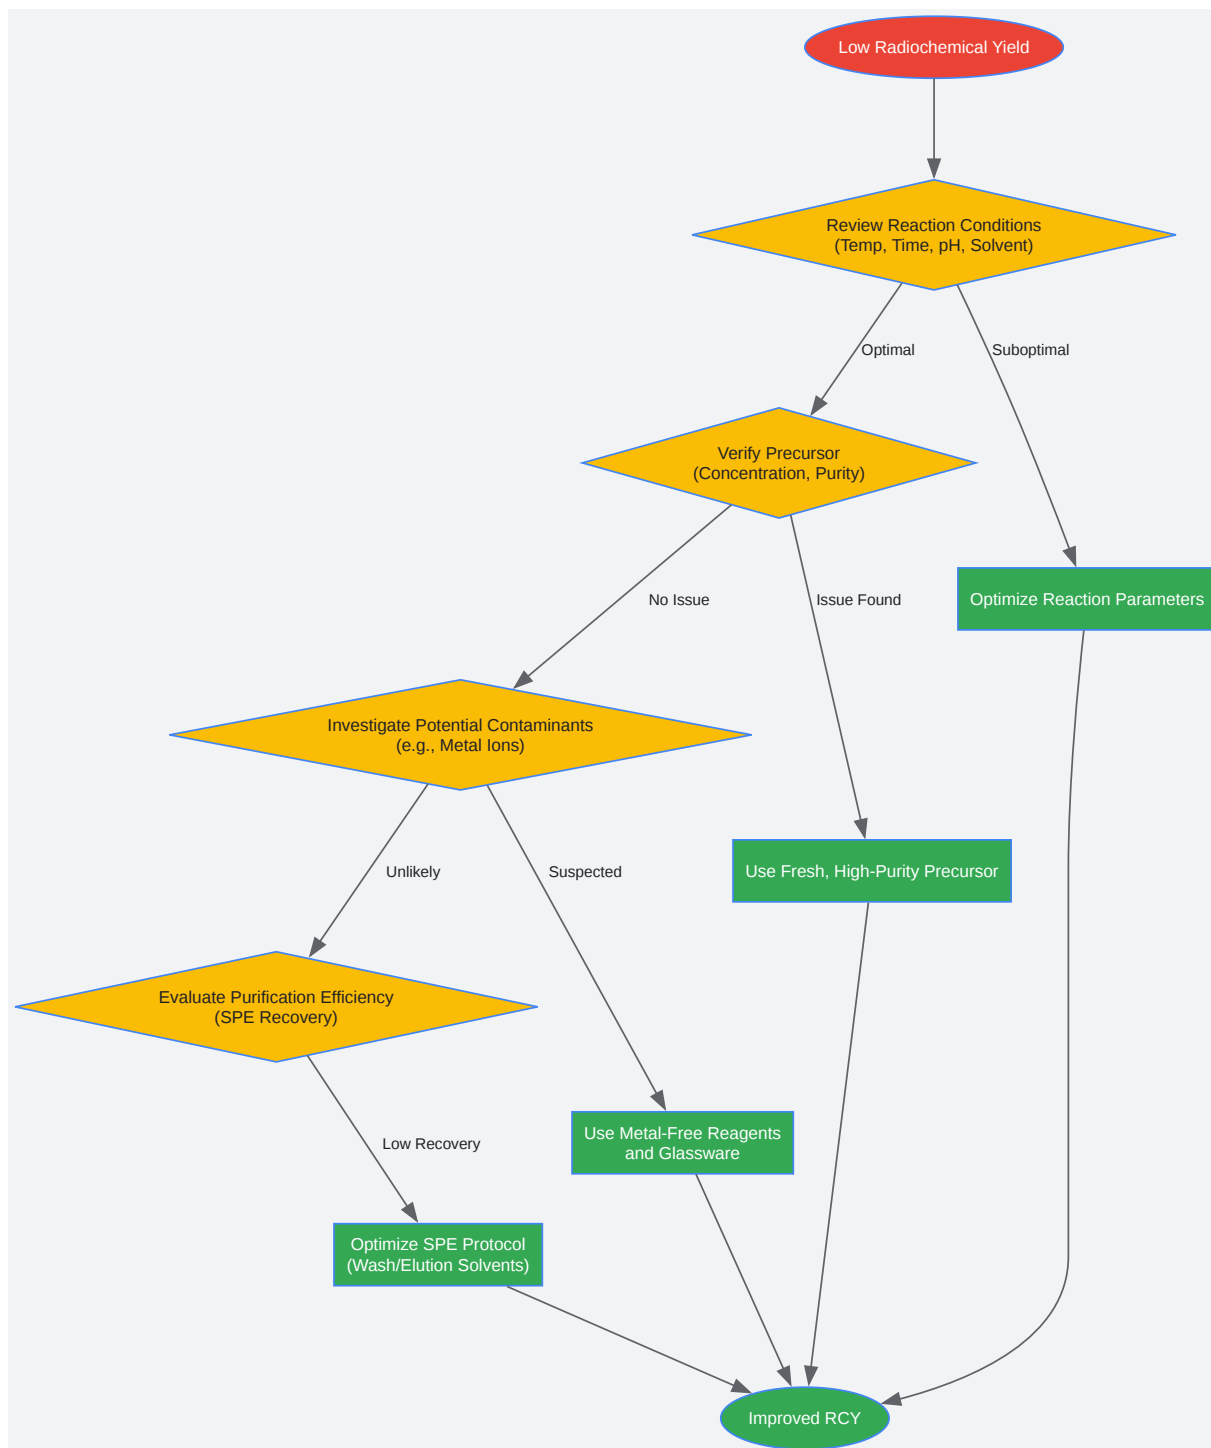 Low Radiochemical Yield
Review Reaction Conditions
(Temp, Time, pH, Solvent)
Optimal
Suboptimal
Verify Precursor
(Concentration, Purity)
No Issue
Issue Found
Optimize Reaction Parameters
Investigate Potential Contaminants
(e.g., Metal Ions)
Unlikely
Suspected
Use Fresh, High-Purity Precursor
Evaluate Purification Efficiency
(SPE Recovery)
Low Recovery
Use Metal-Free Reagents
and Glassware
Optimize SPE Protocol
(Wash/Elution Solvents)
Improved RCY